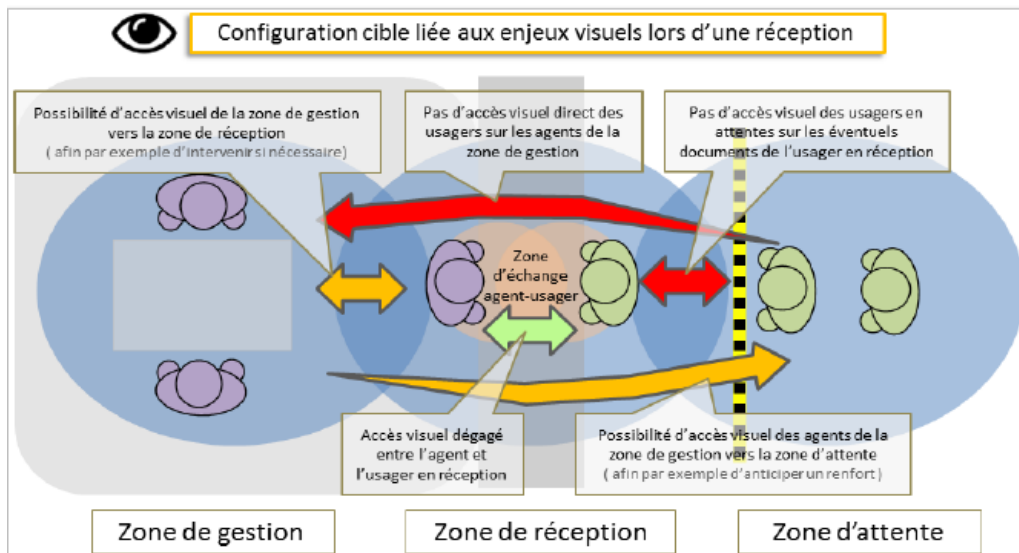 Configuration cible liée aux enjeux visuels lors d'une réception
Possibilité d'accès visuel de la zone de gestion
vers la zone de réception
( afin par exemple d'intervenir si nécessaire)
Pas d'accès visuel direct des
usagers sur les agents de la
zone de gestion
Pas d'accès visuel des usagers en
attentes sur les éventuels
documents de l'usager en réception
Zone
d'échange
agent-usager
Accès visuel dégagé
entre l'agent et
l'usager en réception
Possibilité d'accès visuel des agents de la
zone de gestion vers la zone d'attente
( afin par exemple d'anticiper un renfort )
Zone de gestion
Zone de réception
Zone d'attente